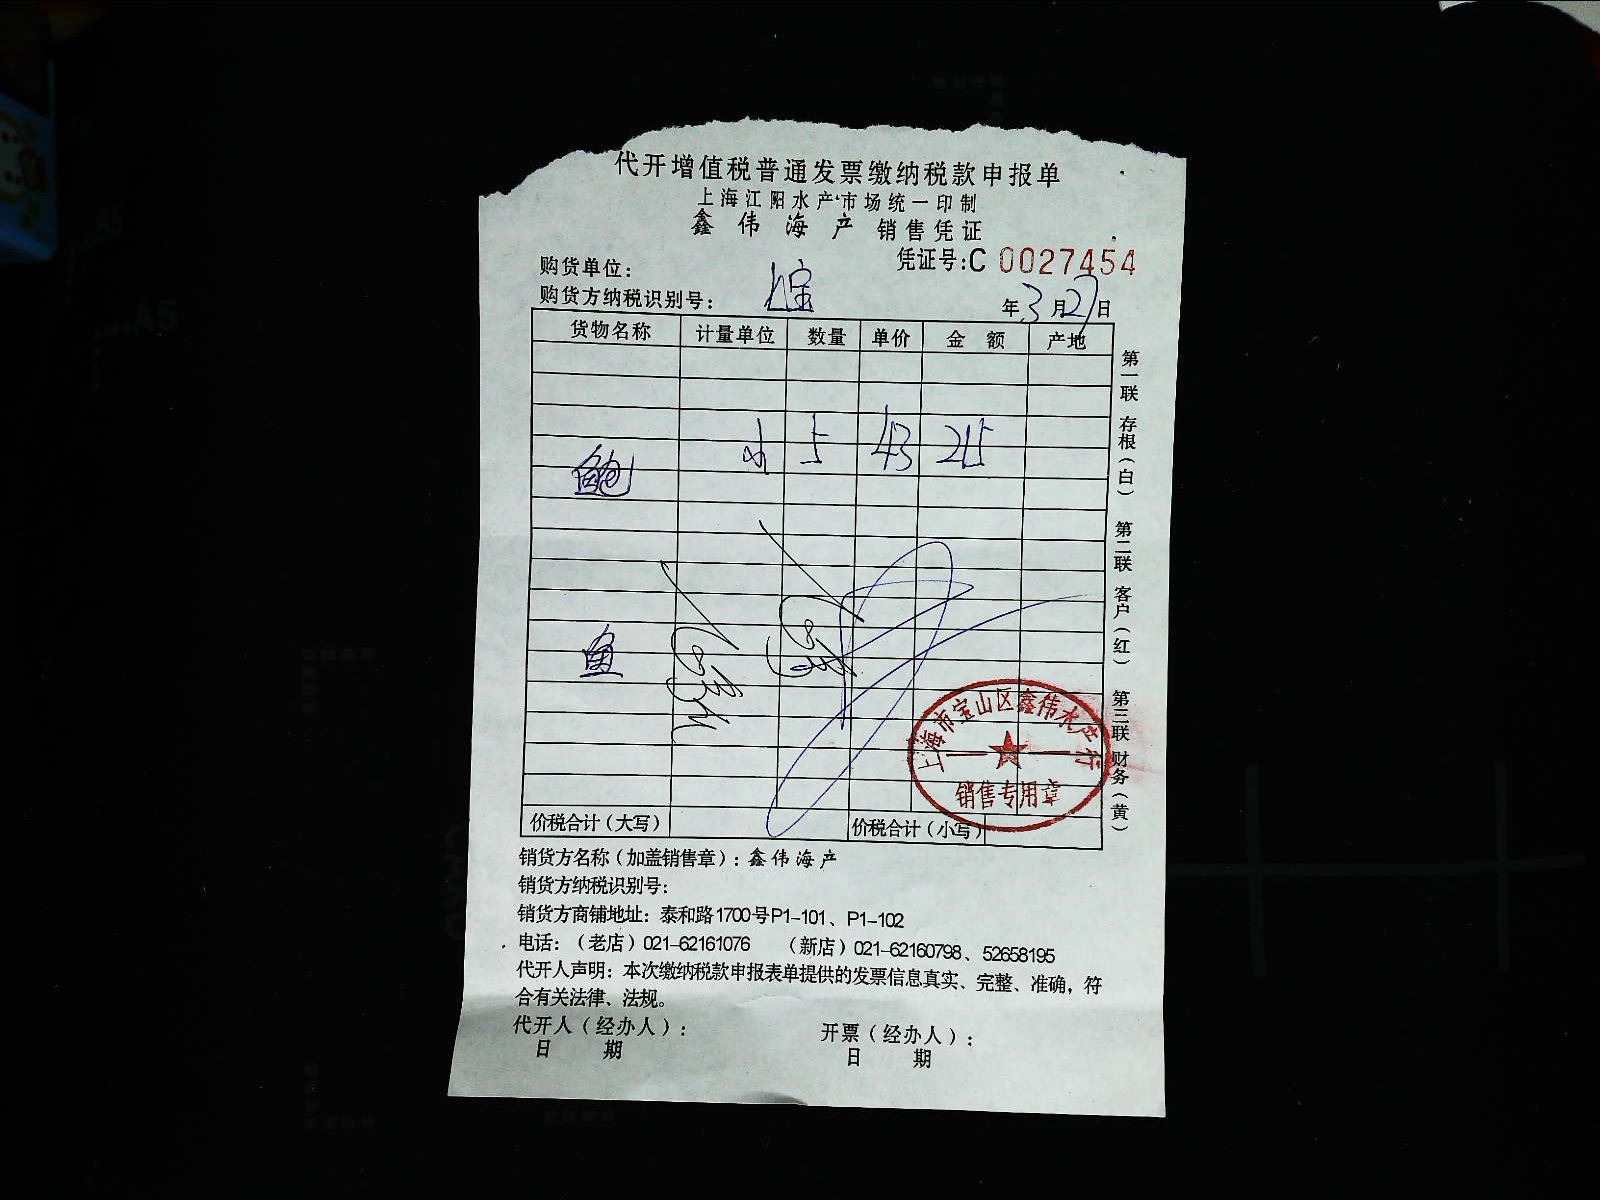 代开增值税普通发票缴纳税款申报单
上海江阳水产市场统一印制
鑫伟海产 销售凭证
凭证号:C 0027454
购货单位:
购货方纳税识别号:
宝
年3月27日
货物名称 计量单位 数量 单价 金额 产地
鲍 小 5 43 215
鱼
价税合计(大写) 价税合计(小写)
上海市宝山区鑫伟水产行
销售专用章
第一联 存根(白) 第二联 客户(红) 第三联 财务(黄)
销货方名称(加盖销售章):鑫伟海产
销货方纳税识别号:
销货方商铺地址:泰和路1700号P1-101、P1-102
电话:(老店)021-62161076 (新店)021-62160798、52658195
代开人声明:本次缴纳税款申报表单提供的发票信息真实、完整、准确,符
合有关法律、法规。
代开人(经办人): 开票(经办人):
日 期 日 期